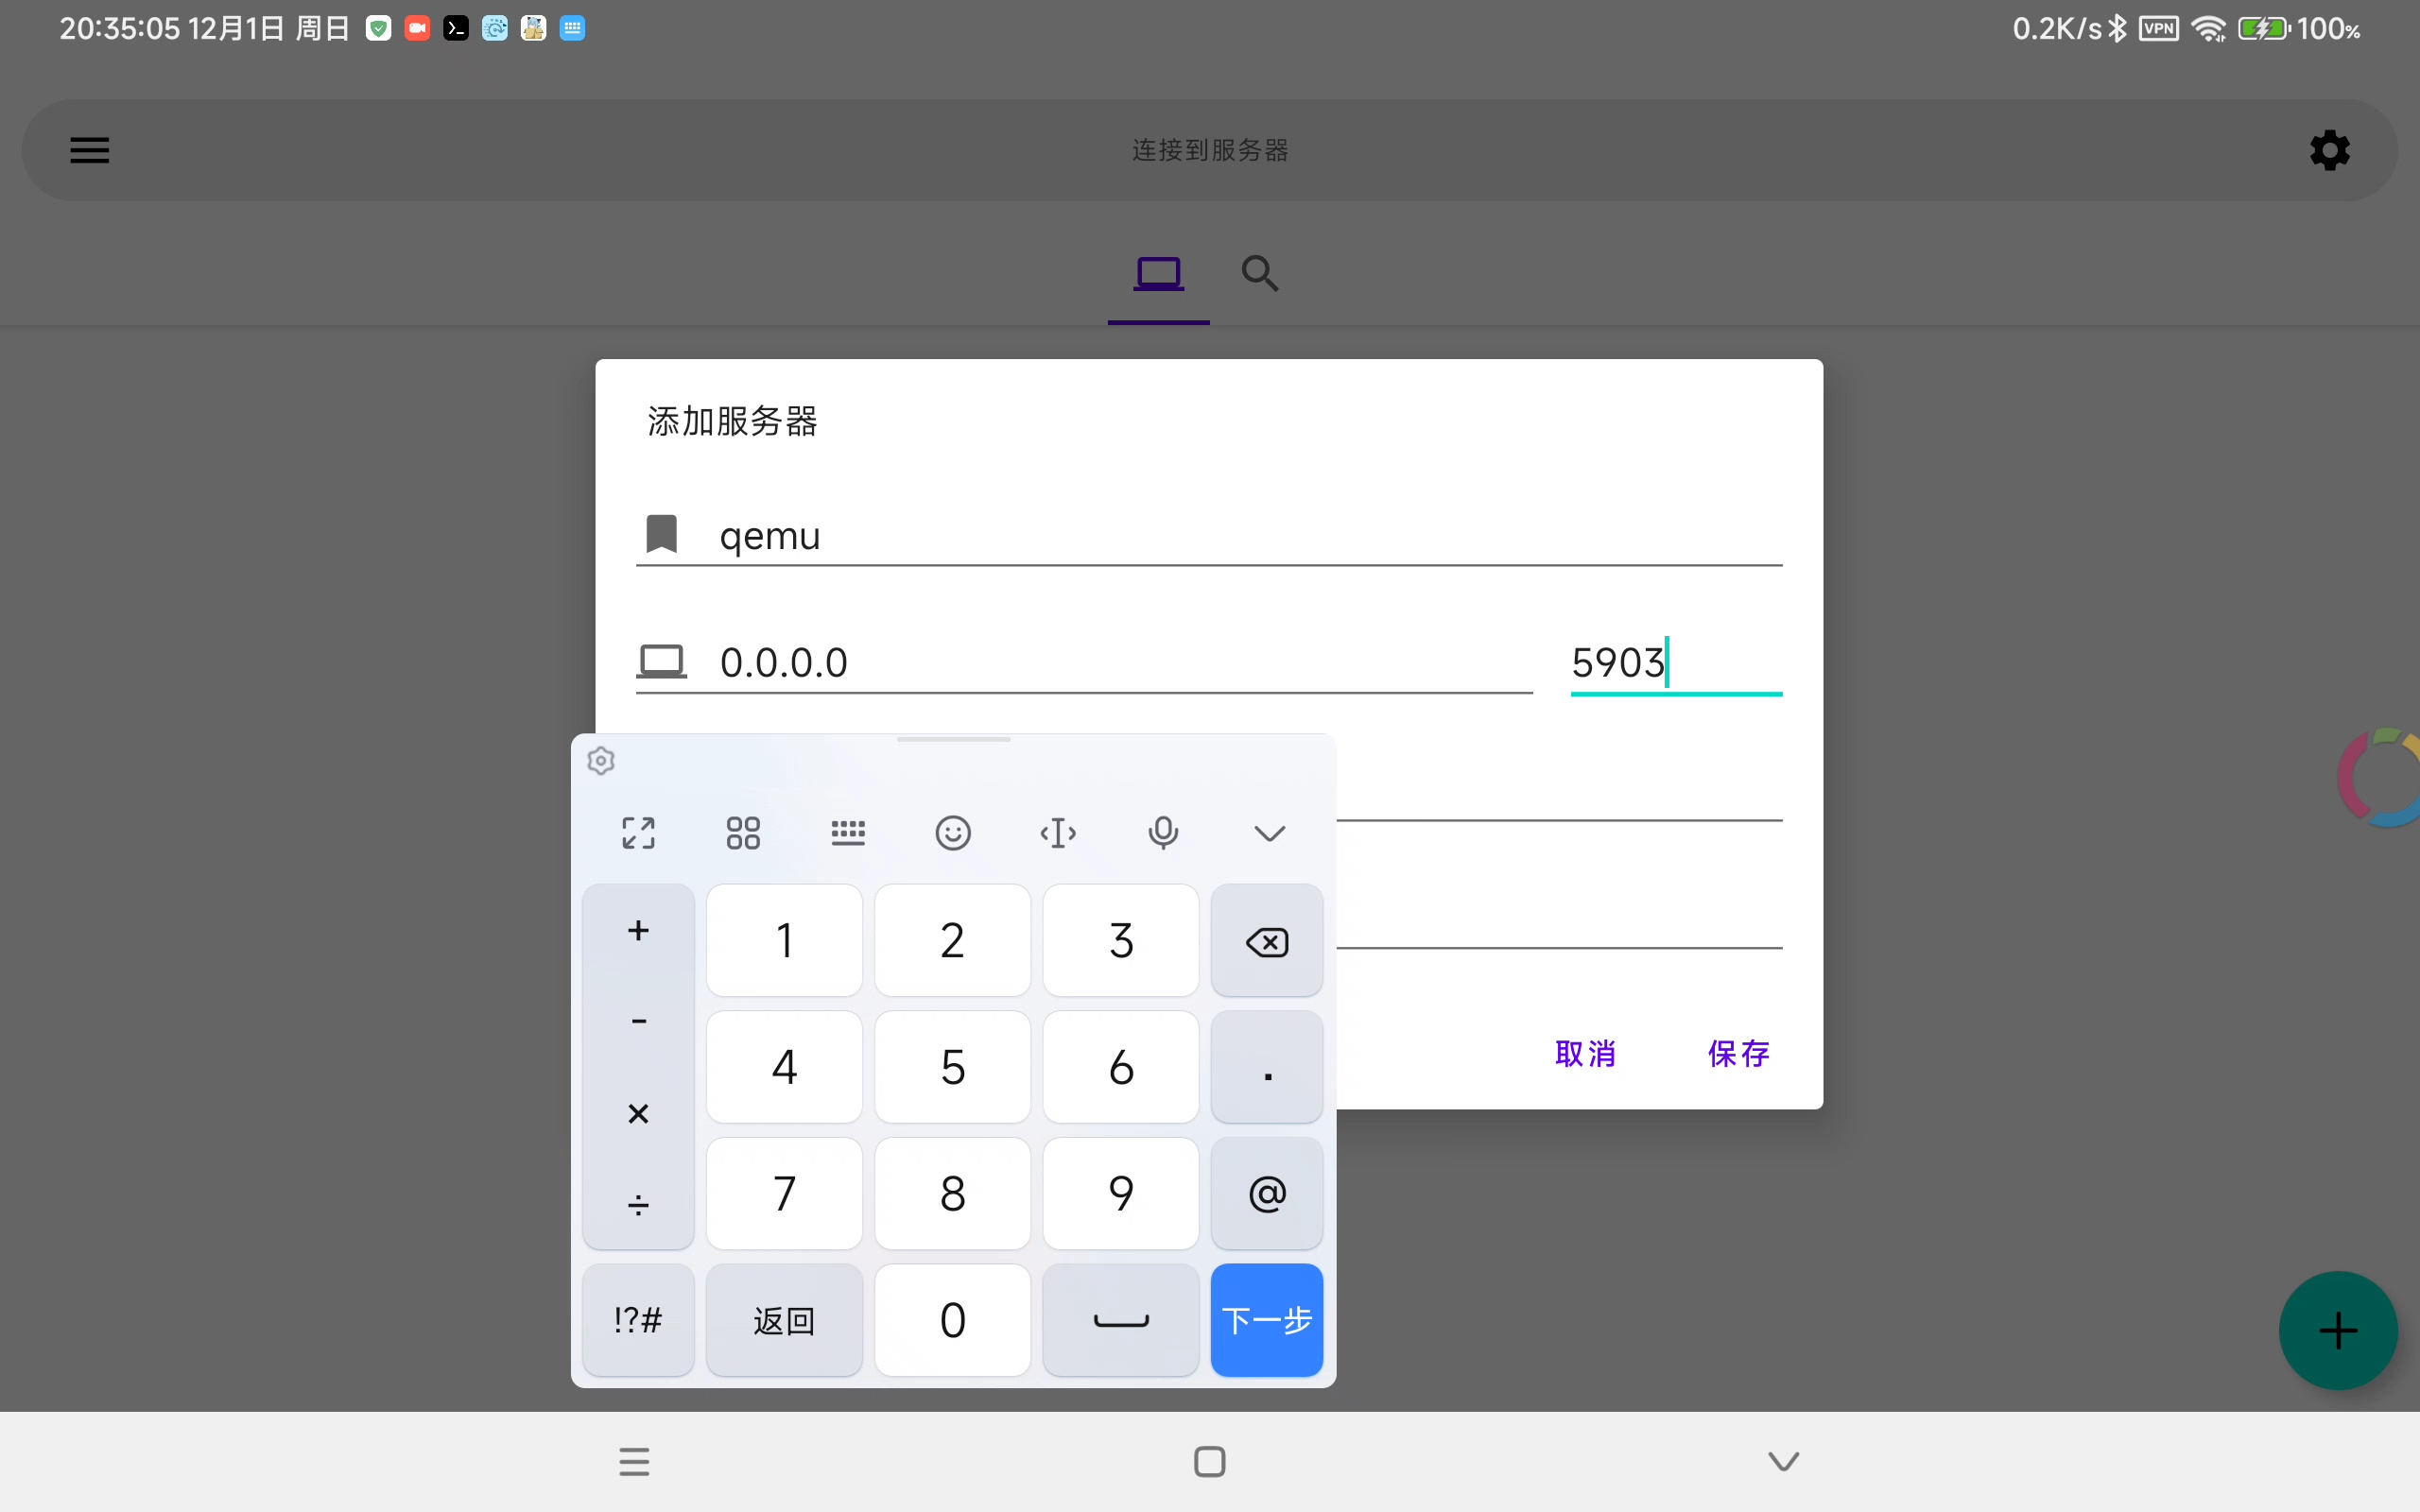 20:35:05 12月1日 周日
0.2K/s VPN 100%
连接到服务器
添加服务器
qemu
0.0.0.0 5903
+ 1 2 3
- 4 5 6 .
× 7 8 9 @
÷
!?# 返回 0 下一步
取消 保存